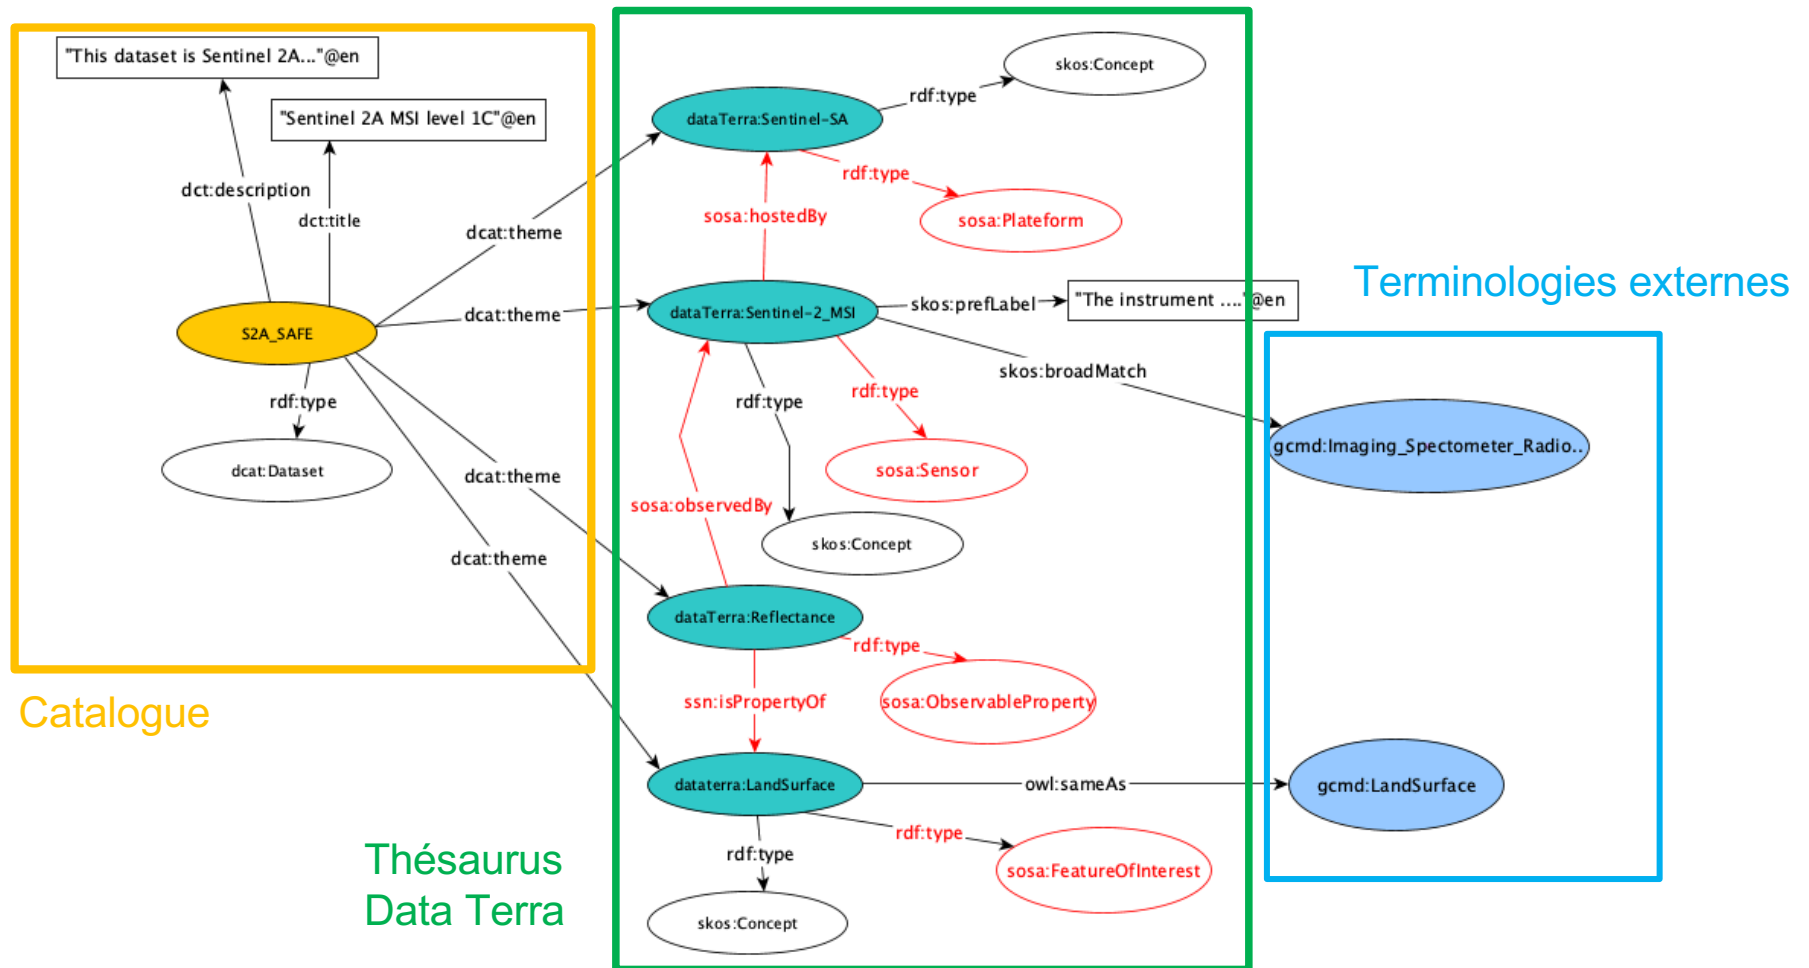 "This dataset is Sentinel 2A..."@en
"Sentinel 2A MSI level 1C"@en
dct:description
dct:title
S2A_SAFE
rdf:type
dcat:Dataset
dcat:theme
dcat:theme
dcat:theme
dcat:theme
Catalogue
skos:Concept
rdf:type
dataTerra:Sentinel-SA
rdf:type
sosa:Plateform
sosa:hostedBy
dataTerra:Sentinel-2_MSI
skos:prefLabel
"The instrument ...."@en
skos:broadMatch
rdf:type
rdf:type
sosa:Sensor
sosa:observedBy
skos:Concept
dataTerra:Reflectance
rdf:type
sosa:ObservableProperty
ssn:isPropertyOf
dataterra:LandSurface
owl:sameAs
rdf:type
rdf:type
sosa:FeatureOfInterest
skos:Concept
Thésaurus
Data Terra
Terminologies externes
gcmd:Imaging_Spectometer_Radio..
gcmd:LandSurface